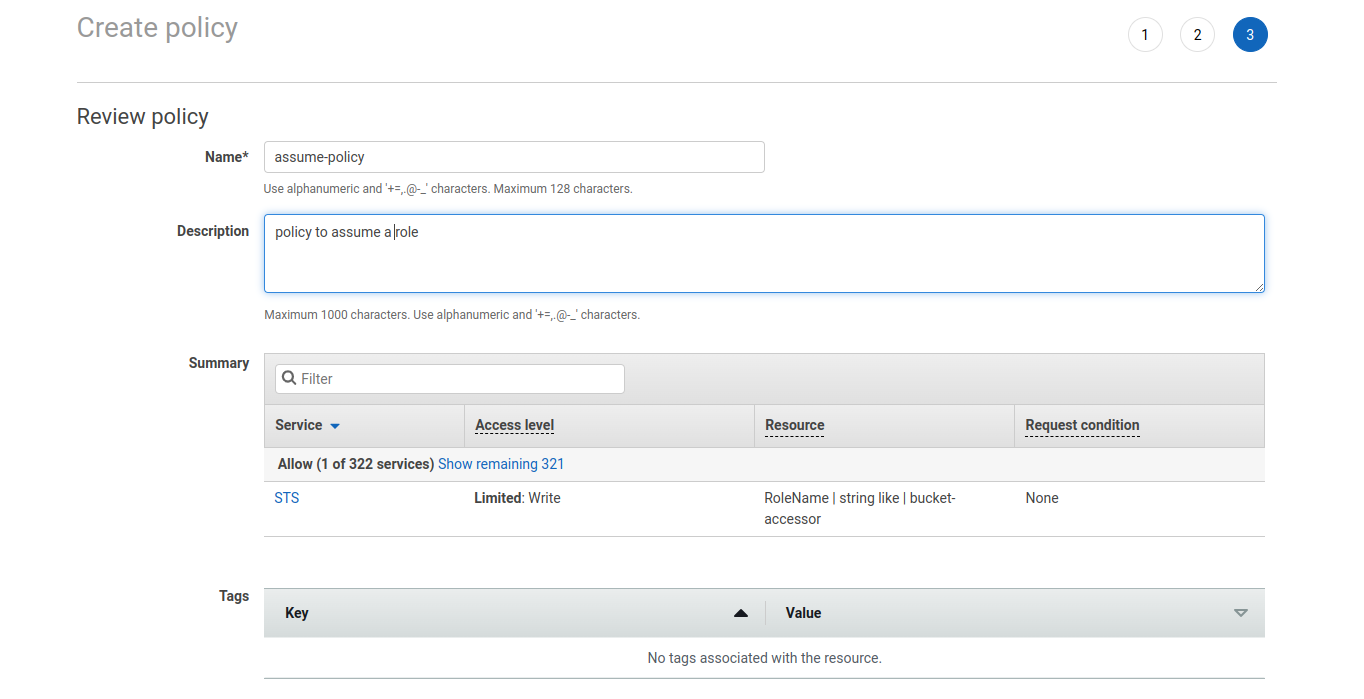 Create policy
1 2 3
Review policy
Name* assume-policy
Use alphanumeric and '+=,.@-_' characters. Maximum 128 characters.
Description policy to assume a role
Maximum 1000 characters. Use alphanumeric and '+=,.@-_' characters.
Summary Filter
Service Access level Resource Request condition
Allow (1 of 322 services) Show remaining 321
STS Limited: Write RoleName | string like | bucket-
accessor None
Tags Key Value
No tags associated with the resource.